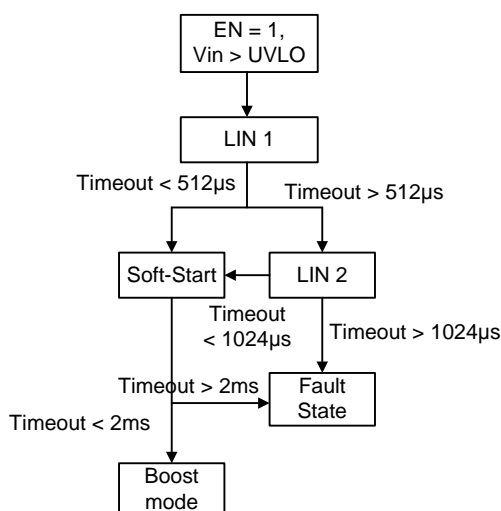 EN = 1,
Vin > UVLO
LIN 1
Timeout < 512µs
Timeout > 512µs
Soft-Start
LIN 2
Timeout
< 1024µs
Timeout > 1024µs
Timeout > 2ms
Fault
State
Timeout < 2ms
Boost
mode